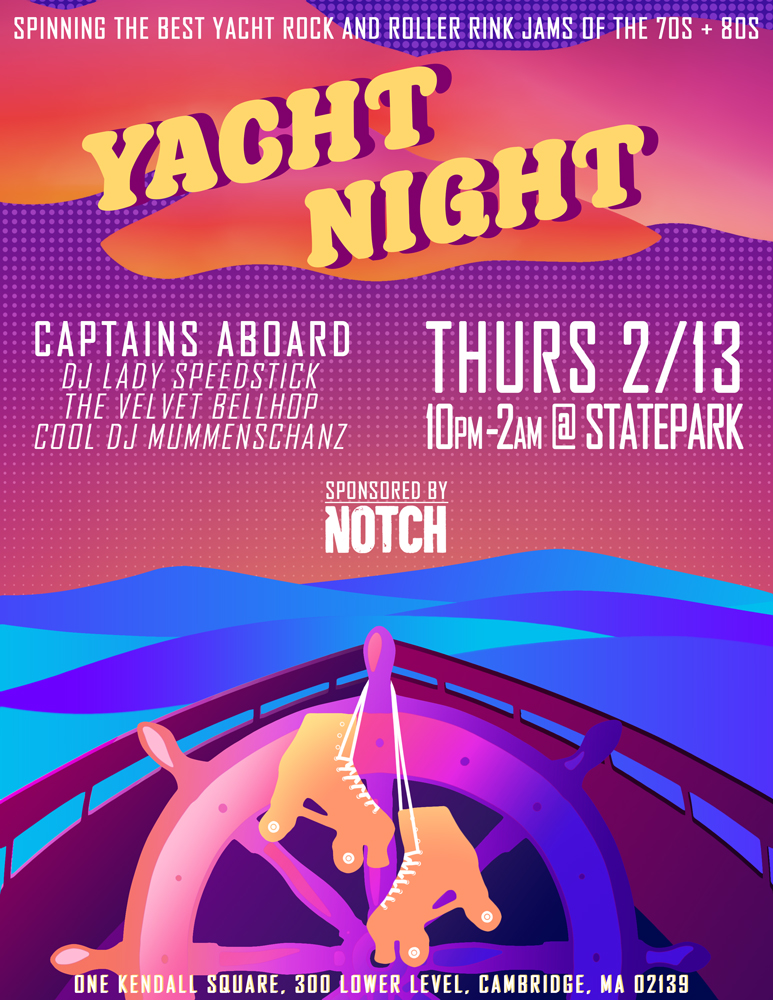 SPINNING THE BEST YACHT ROCK AND ROLLER RINK JAMS OF THE 70S + 80S
YACHT
NIGHT
CAPTAINS ABOARD
DJ LADY SPEEDSTICK
THE VELVET BELLHOP
COOL DJ MUMMENSCHANZ
THURS 2/13
10PM-2AM @ STATEPARK
SPONSORED BY
NOTCH
ONE KENDALL SQUARE, 300 LOWER LEVEL, CAMBRIDGE, MA 02139